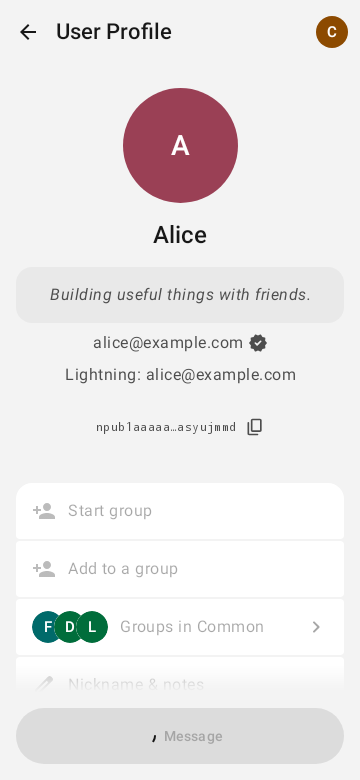 User Profile
C
A
Alice
Building useful things with friends.
alice@example.com
Lightning: alice@example.com
npub1aaaaa…asyujmmd
Start group
Add to a group
F D L Groups in Common
Nickname & notes
Message